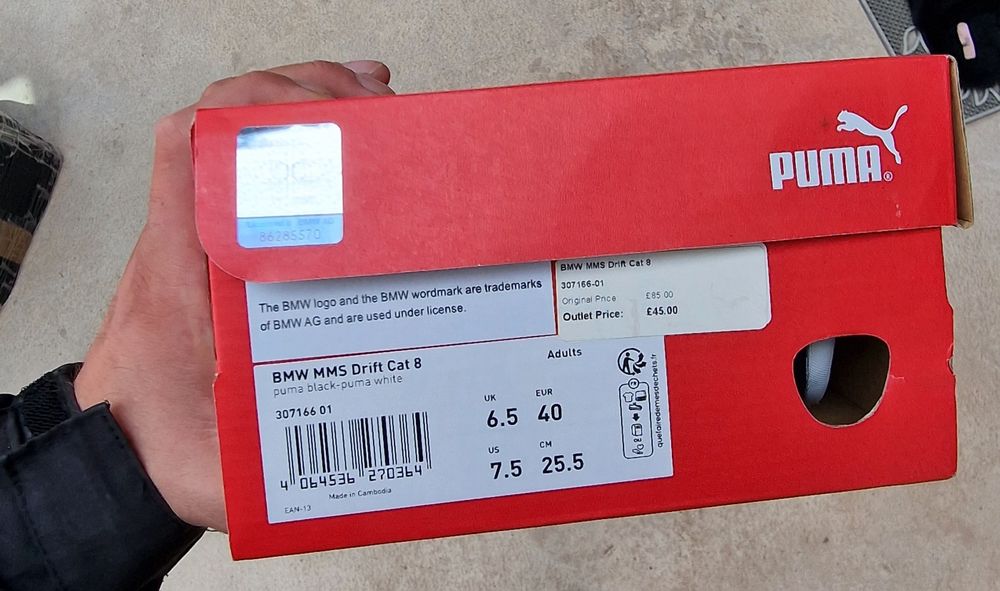 PUMA®
86285570
The BMW logo and the BMW wordmark are trademarks
of BMW AG and are used under license.
BMW MMS Drift Cat 8
307166-01
Original Price £85.00
Outlet Price: £45.00
BMW MMS Drift Cat 8
puma black-puma white
Adults
307166 01
UK
6.5
EUR
40
US
7.5
CM
25.5
4 064536 270364
Made in Cambodia
EAN-13
FR
quefairedemesdechets.fr